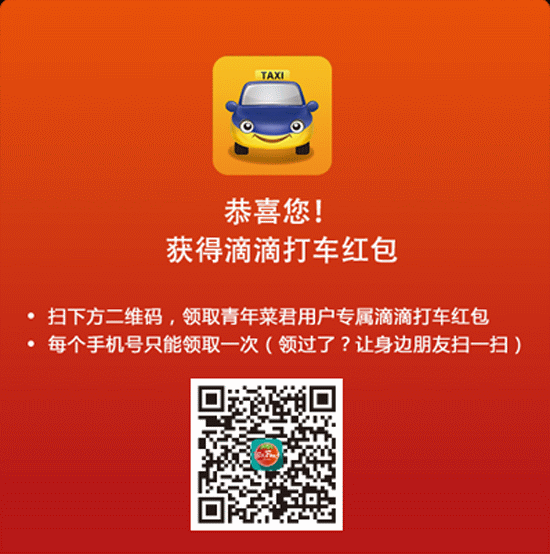 TAXI
恭喜您!
获得滴滴打车红包
• 扫下方二维码，领取青年菜君用户专属滴滴打车红包
• 每个手机号只能领取一次（领过了？让身边朋友扫一扫）